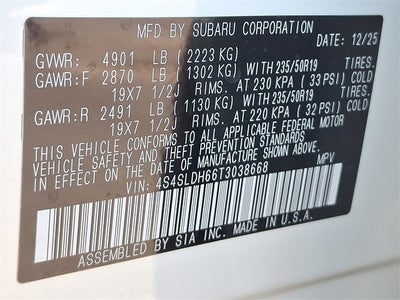 MFD BY SUBARU CORPORATION
DATE: 12/25
GVWR: 4901 LB (2223 KG)
GAWR:F 2870 LB (1302 KG) WITH 235/50R19 TIRES.
19X7 1/2J RIMS. AT 230 KPA (33 PSI) COLD
GAWR:R 2491 LB (1130 KG) WITH 235/50R19 TIRES.
19X7 1/2J RIMS. AT 220 KPA (32 PSI) COLD
THIS VEHICLE CONFORMS TO ALL APPLICABLE FEDERAL MOTOR
VEHICLE SAFETY AND THEFT PREVENTION STANDARDS IN EFFECT
ON THE DATE OF MANUFACTURE SHOWN ABOVE.
VEHICLE ID NO.: 4S4SLDH66T3038668 MPV
ASSEMBLED BY SIA INC. MADE IN U.S.A.